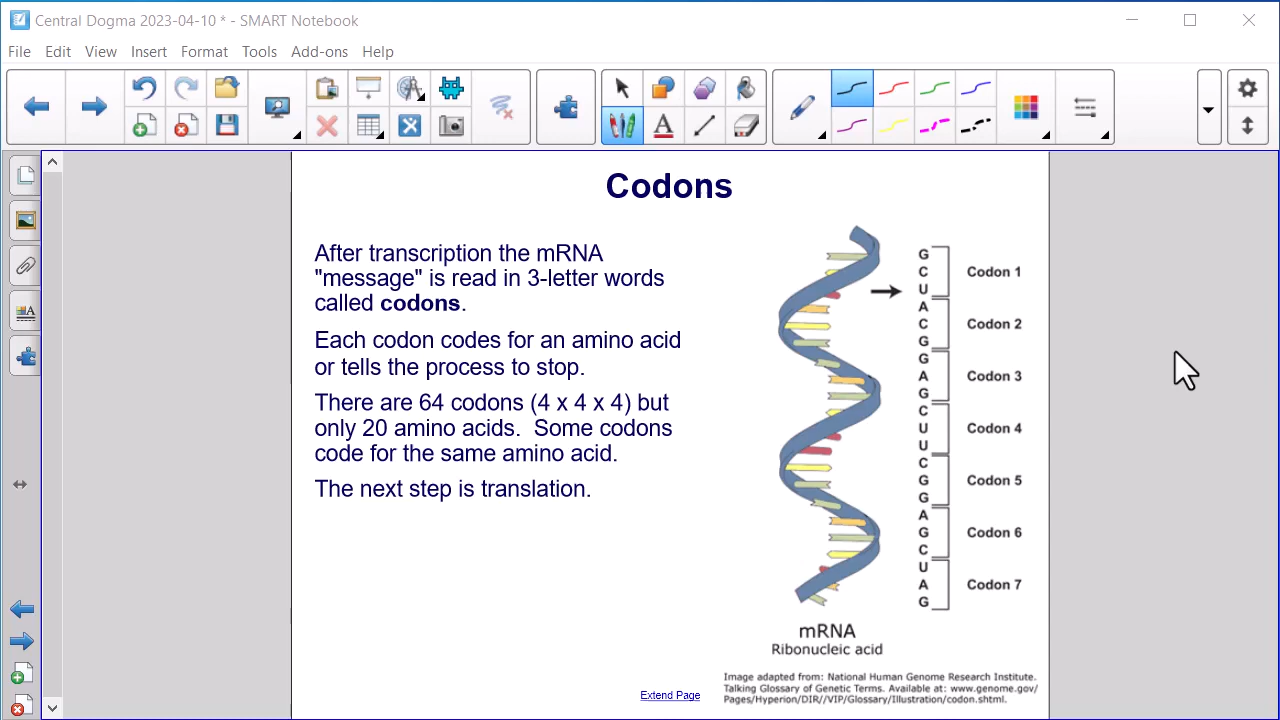 Central Dogma 2023-04-10 * - SMART Notebook
File Edit View Insert Format Tools Add-ons Help
Codons
After transcription the mRNA
"message" is read in 3-letter words
called codons.
Each codon codes for an amino acid
or tells the process to stop.
There are 64 codons (4 x 4 x 4) but
only 20 amino acids.  Some codons
code for the same amino acid.
The next step is translation.
G
C
U
Codon 1
A
C
G
Codon 2
G
A
G
Codon 3
C
U
U
Codon 4
C
G
G
Codon 5
A
G
C
Codon 6
U
A
G
Codon 7
mRNA
Ribonucleic acid
Image adapted from: National Human Genome Research Institute.
Talking Glossary of Genetic Terms. Available at: www.genome.gov/
Pages/Hyperion/DIR//VIP/Glossary/Illustration/codon.shtml.
Extend Page